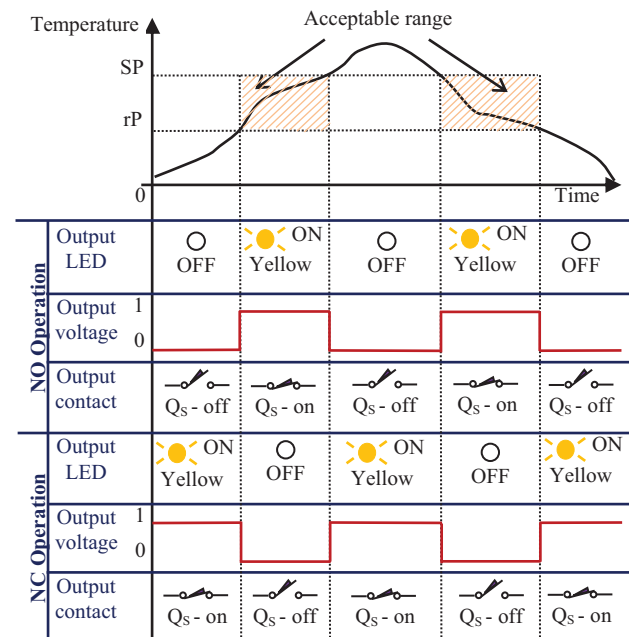 Temperature
Acceptable range
SP
rP
0
Time
NO Operation
Output
LED
OFF
ON
Yellow
OFF
ON
Yellow
OFF
Output
voltage
1
0
Output
contact
QS - off
QS - on
QS - off
QS - on
QS - off
NC Operation
Output
LED
ON
Yellow
OFF
ON
Yellow
OFF
ON
Yellow
Output
voltage
1
0
Output
contact
QS - on
QS - off
QS - on
QS - off
QS - on